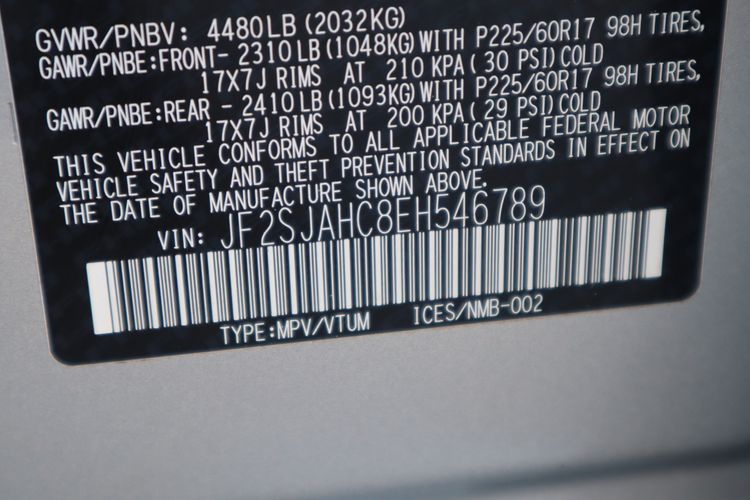 GVWR/PNBV: 4480LB(2032KG)
GAWR/PNBE:FRONT- 2310LB(1048KG)WITH P225/60R17 98H TIRES,
17X7J RIMS AT 210 KPA( 30 PSI)COLD
GAWR/PNBE:REAR - 2410LB(1093KG)WITH P225/60R17 98H TIRES,
17X7J RIMS AT 200 KPA( 29 PSI)COLD
THIS VEHICLE CONFORMS TO ALL APPLICABLE FEDERAL MOTOR
VEHICLE SAFETY AND THEFT PREVENTION STANDARDS IN EFFECT ON
THE DATE OF MANUFACTURE SHOWN ABOVE.
VIN: JF2SJAHC8EH546789
TYPE:MPV/VTUM ICES/NMB-002